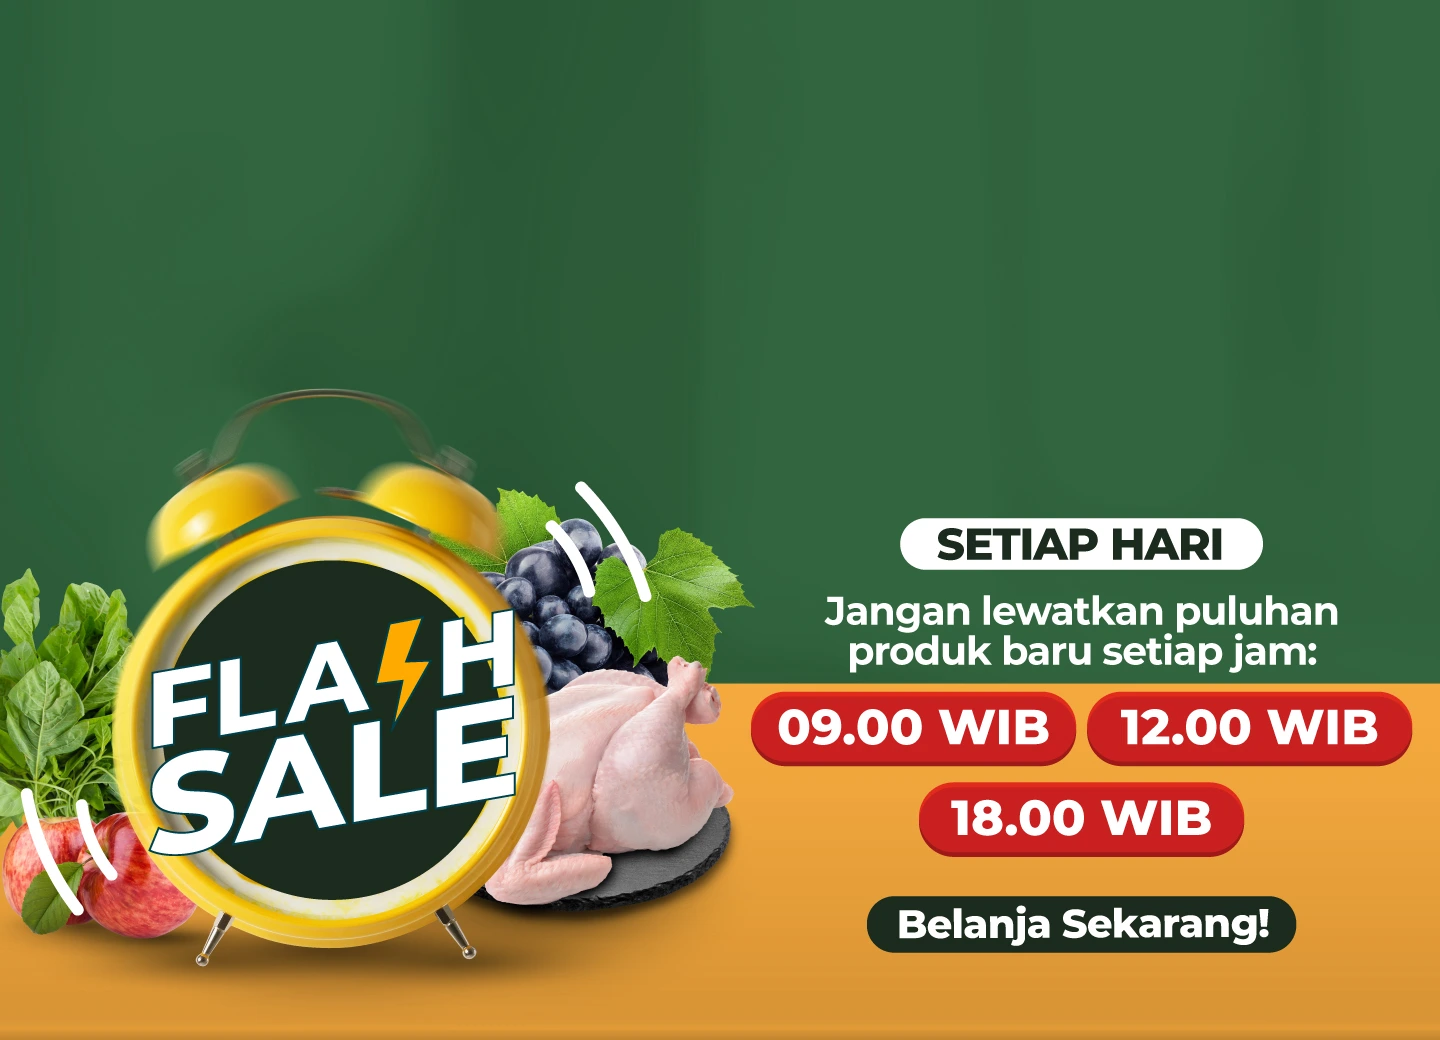 FLASH
SALE
SETIAP HARI
Jangan lewatkan puluhan
produk baru setiap jam:
09.00 WIB 12.00 WIB
18.00 WIB
Belanja Sekarang!